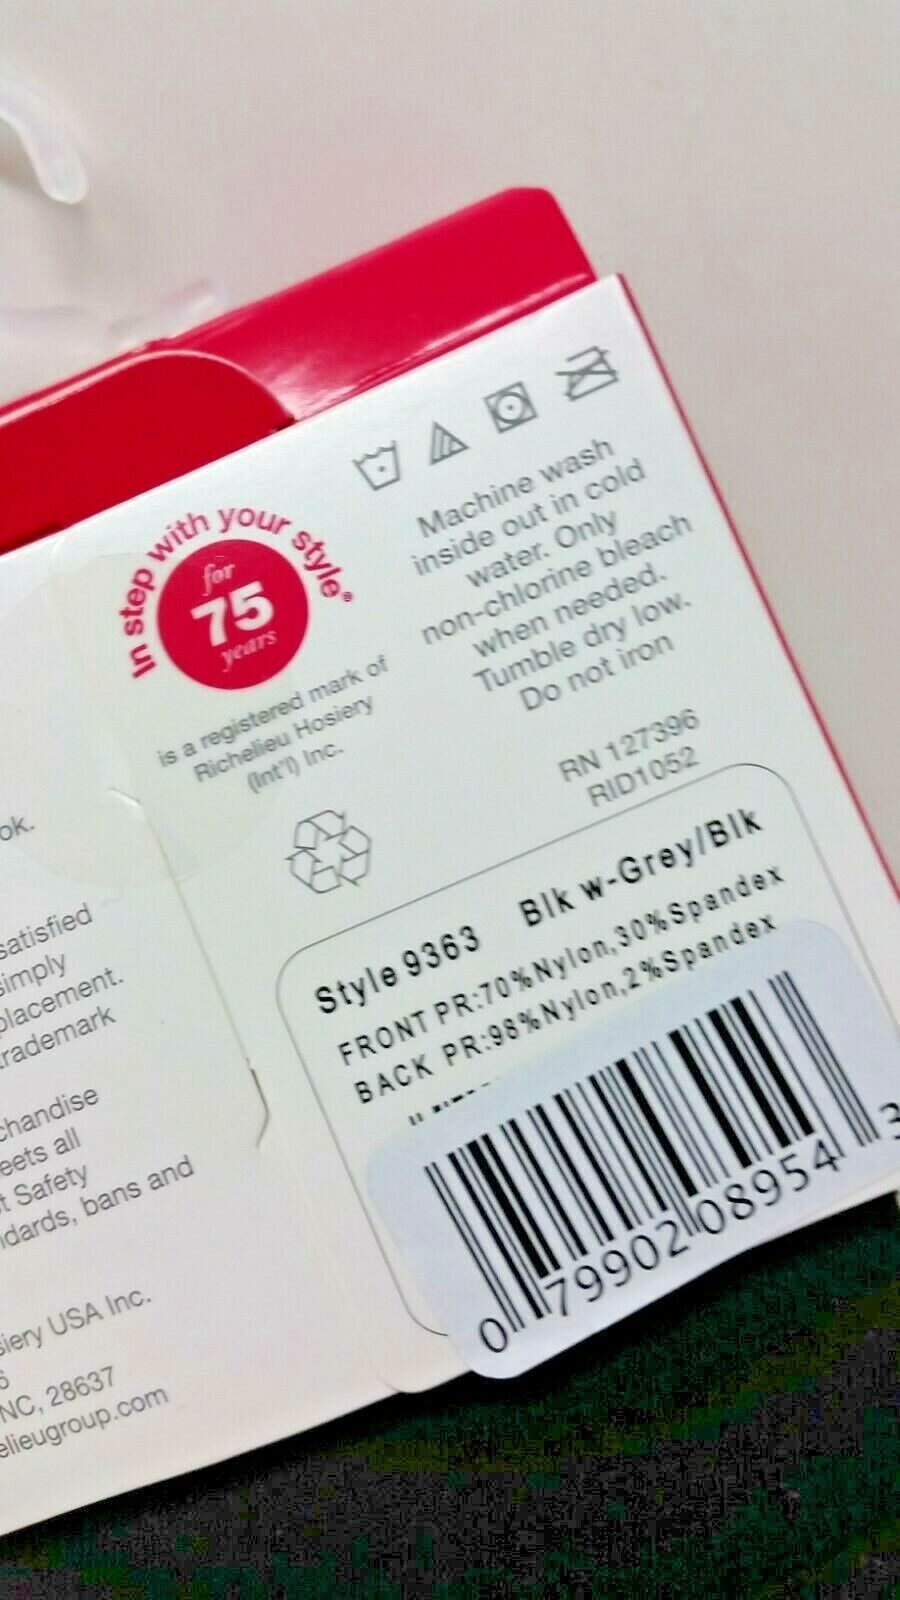 In step with your style®
for
75
years
is a registered mark of
Richelieu Hosiery
(Int'l) Inc.
Machine wash
inside out in cold
water. Only
non-chlorine bleach
when needed.
Tumble dry low.
Do not iron
RN 127396
RID1052
Style 9363 Blk w-Grey/Blk
FRONT PR:70%Nylon,30%Spandex
BACK PR:98%Nylon,2%Spandex
0 79902 08954 3
ok.
satisfied
simply
placement.
trademark
chandise
eets all
t Safety
ndards, bans and
siery USA Inc.
6
NC, 28637
elieugroup.com